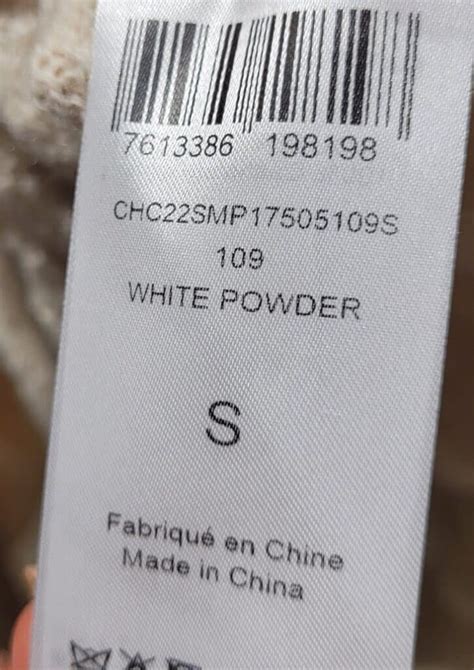 7613386 198198
CHC22SMP17505109S
109
WHITE POWDER
S
Fabriqué en Chine
Made in China